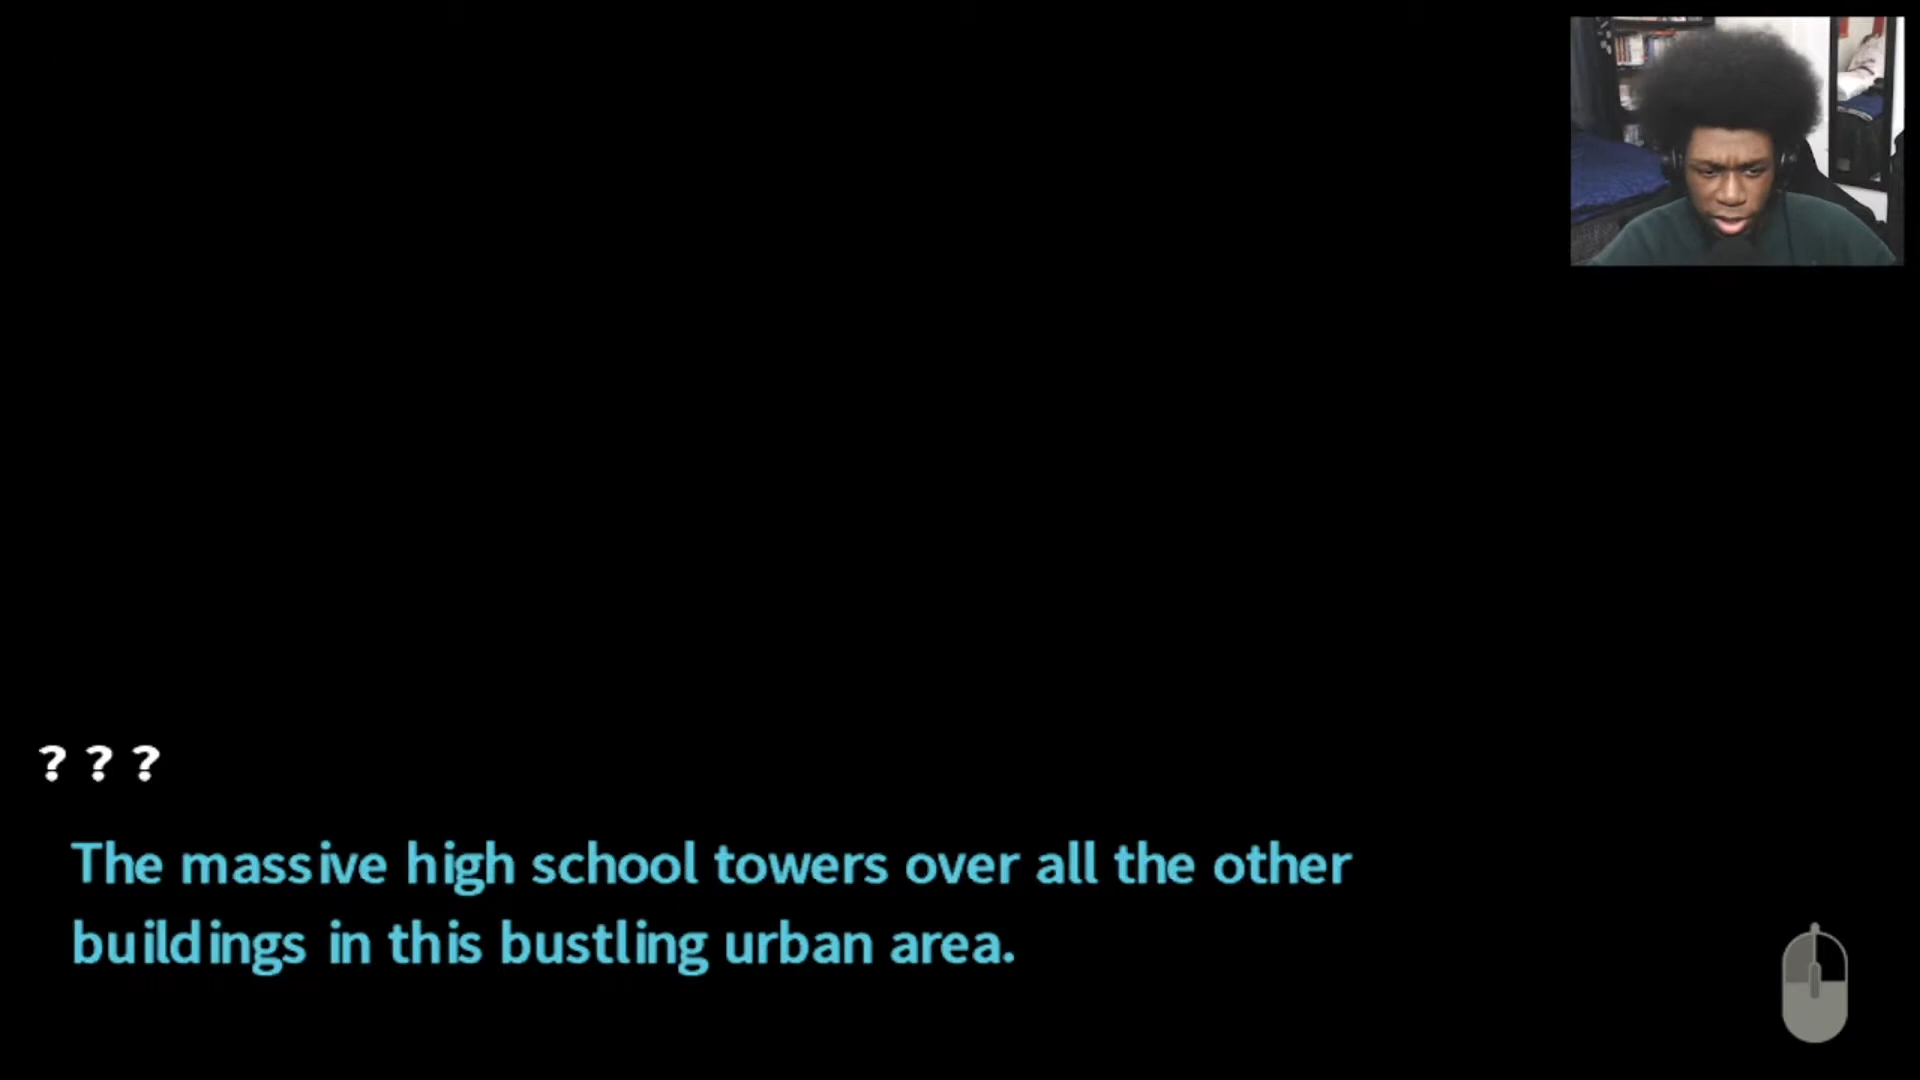 ? ? ?
The massive high school towers over all the other
buildings in this bustling urban area.